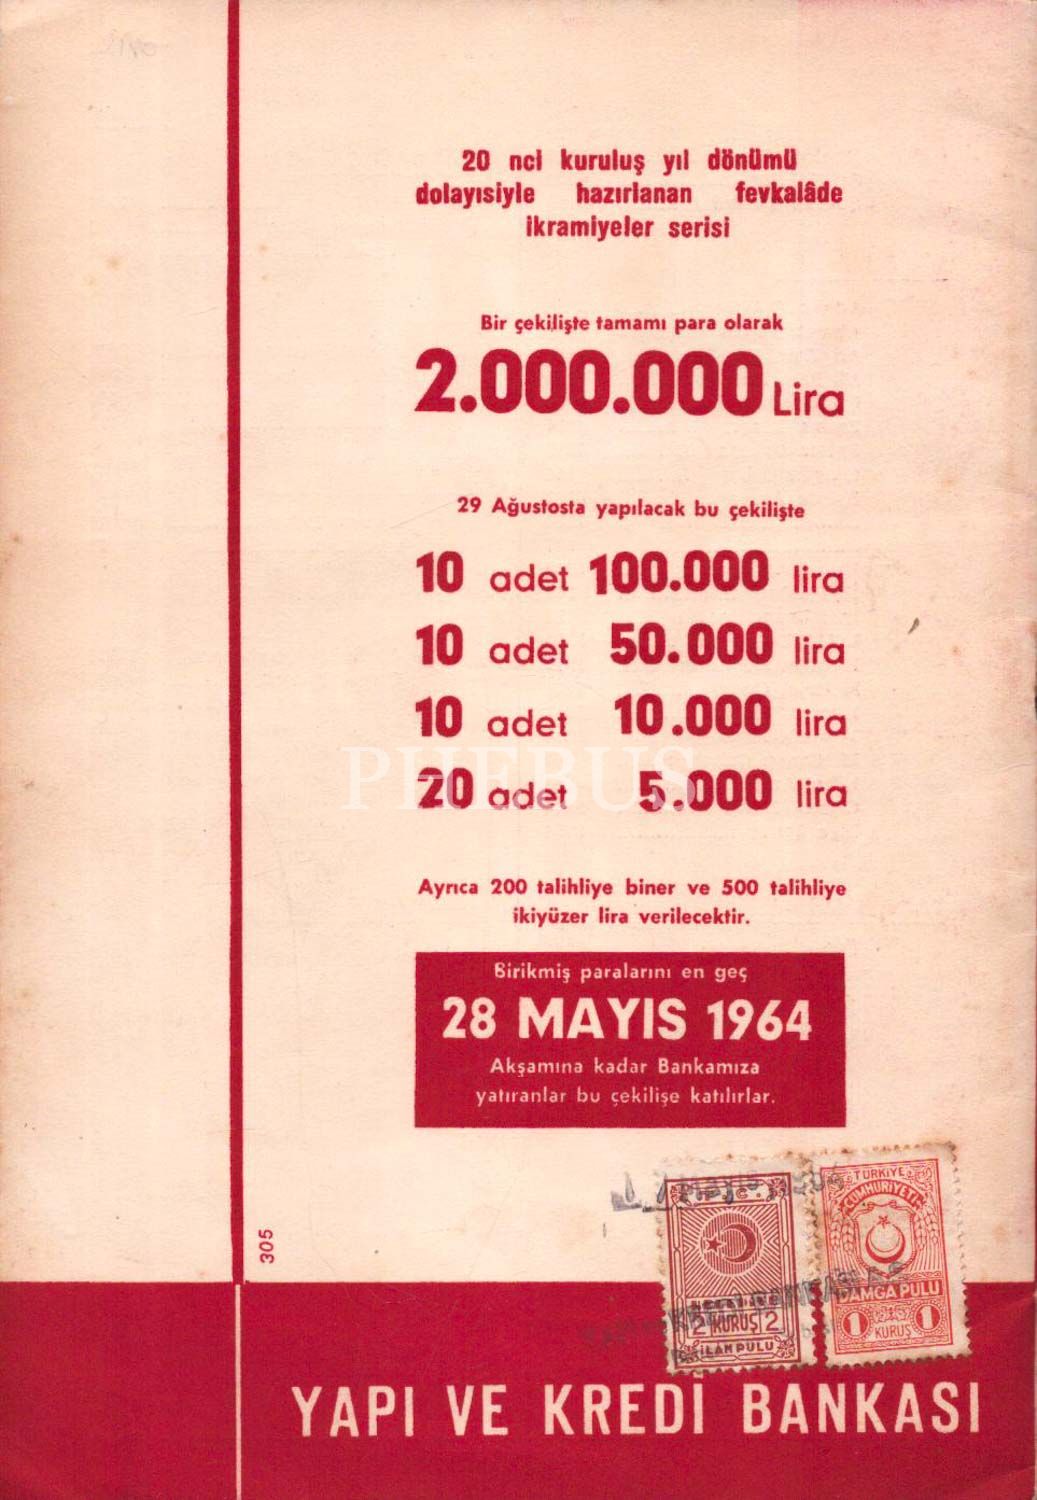 20 nci kuruluş yıl dönümü
dolayısiyle hazırlanan fevkalâde
ikramiyeler serisi
Bir çekilişte tamamı para olarak
2.000.000 Lira
29 Ağustosta yapılacak bu çekilişte
10 adet 100.000 lira
10 adet 50.000 lira
10 adet 10.000 lira
20 adet 5.000 lira
PHEBUS
Ayrıca 200 talihliye biner ve 500 talihliye
ikiyüzer lira verilecektir.
Birikmiş paralarını en geç
28 MAYIS 1964
Akşamına kadar Bankamıza
yatıranlar bu çekilişe katılırlar.
305
T.C.
2 KURUŞ 2
İLAN PULU
TÜRKİYE
CUMHURİYETİ
DAMGA PULU
1 KURUŞ 1
YAPI VE KREDİ BANKASI